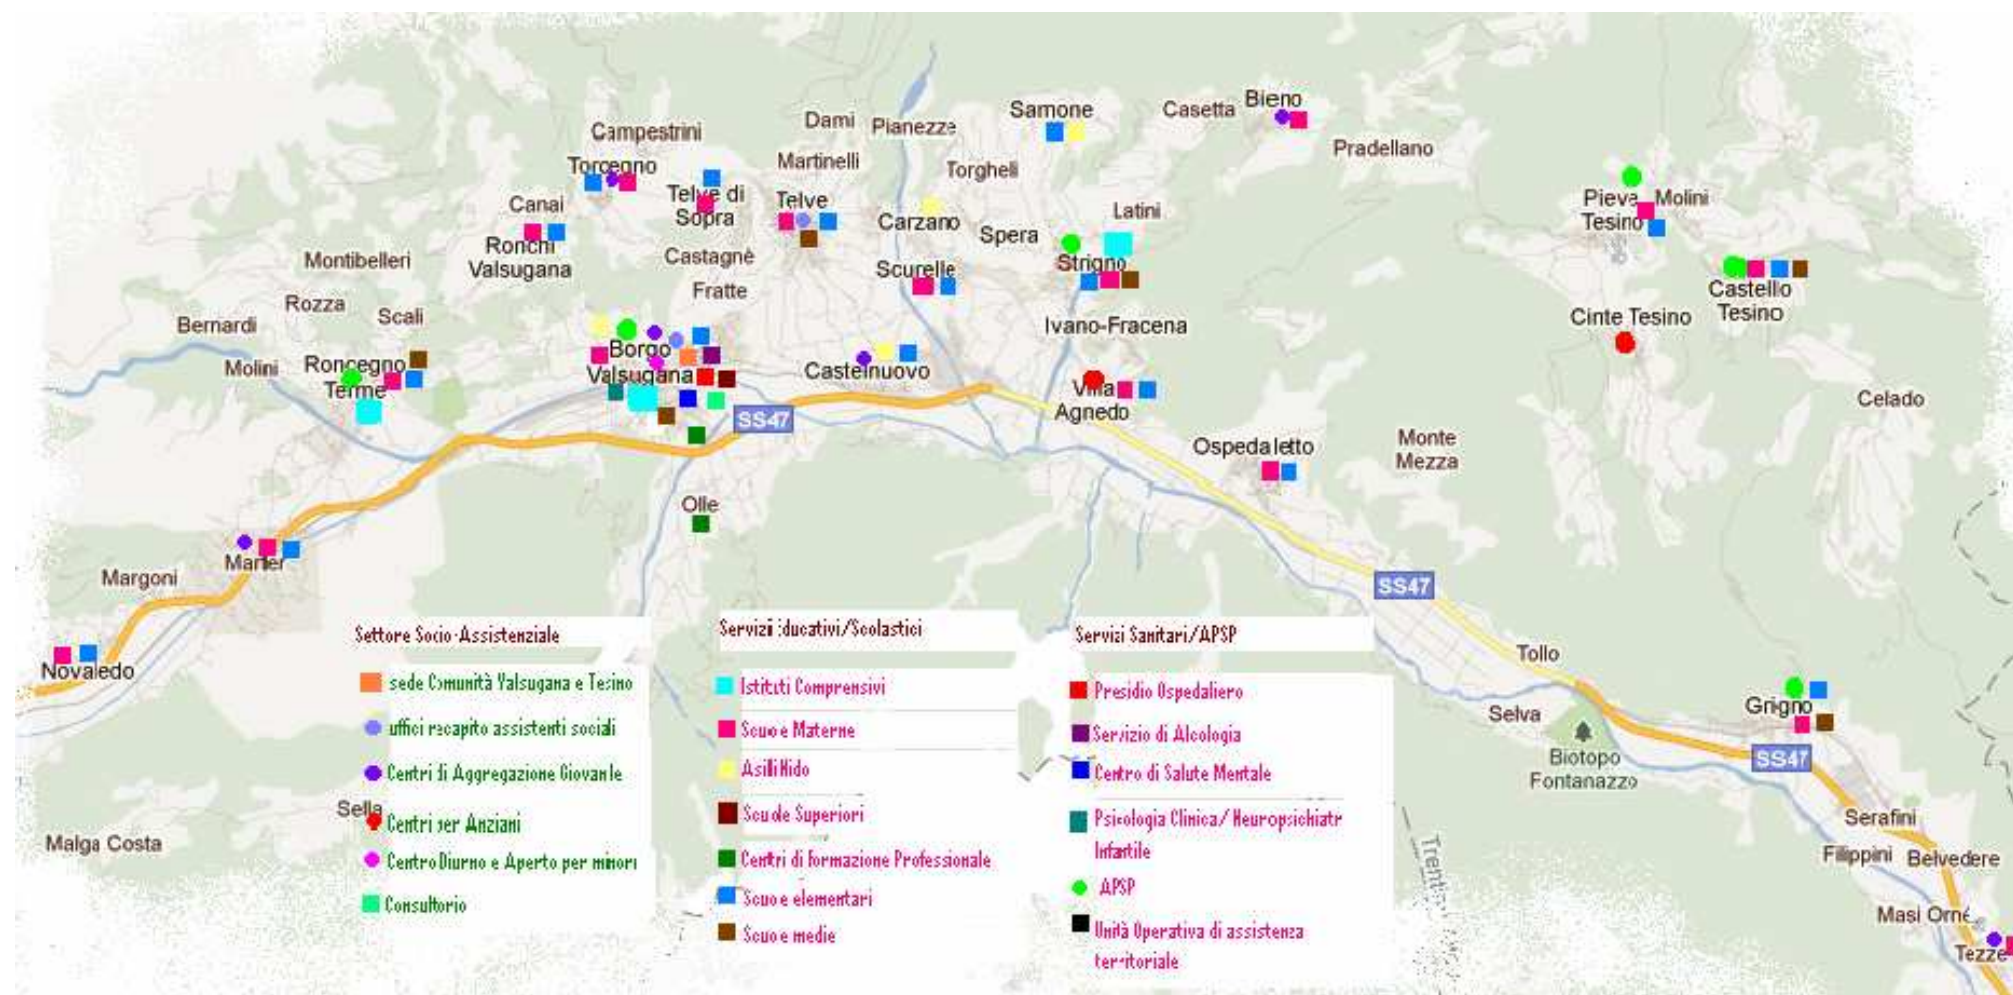 Samone
Casetta
Bieno
Dami
Pianezze
Campestrini
Pradellano
Martinelli
Torcegno
Torgheli
Telve di
Sopra
Telve
Pieve
Tesino
Molini
Canai
Carzano
Latini
Spera
Ronchi
Valsugana
Castagnè
Montibelleri
Scurelle
Strigno
Castello
Tesino
Fratte
Rozza
Scali
Cinte Tesino
Bernardi
Ivano-Fracena
Borgo
Valsugana
Molini
Roncegno
Terme
Castelnuovo
Villa
Agnedo
Celado
SS47
Ospedaletto
Monte
Mezza
Olle
Marter
Margoni
SS47
Novaledo
Tollo
Selva
Grigno
Biotopo
Fontanazzo
SS47
Sella
Malga Costa
Serafini
Filippini
Belvedere
Masi Orne
Tezze
Settore Socio-Assistenziale
sede Comunità Valsugana e Tesino
uffici recapito assistenti sociali
Centri di Aggregazione Giovanile
Centri per Anziani
Centro Diurno e Aperto per minori
Consultorio
Servizi Educativi/Scolastici
Istituti Comprensivi
Scuole Materne
Asili Nido
Scuole Superiori
Centri di Formazione Professionale
Scuole elementari
Scuole medie
Servizi Sanitari/APSP
Presidio Ospedaliero
Servizio di Alcologia
Centro di Salute Mentale
Psicologia Clinica/Neuropsichiatr
Infantile
APSP
Unità Operativa di assistenza
territoriale